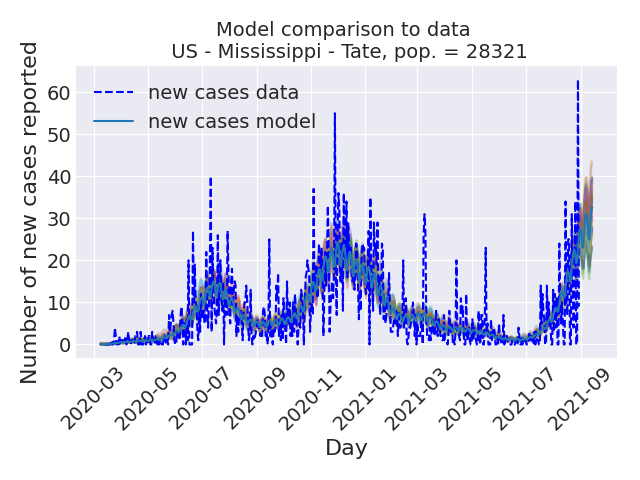 Model comparison to data
US - Mississippi - Tate, pop. = 28321
Number of new cases reported
60
50
40
30
20
10
0
new cases data
new cases model
2020-03
2020-05
2020-07
2020-09
2020-11
2021-01
2021-03
2021-05
2021-07
2021-09
Day